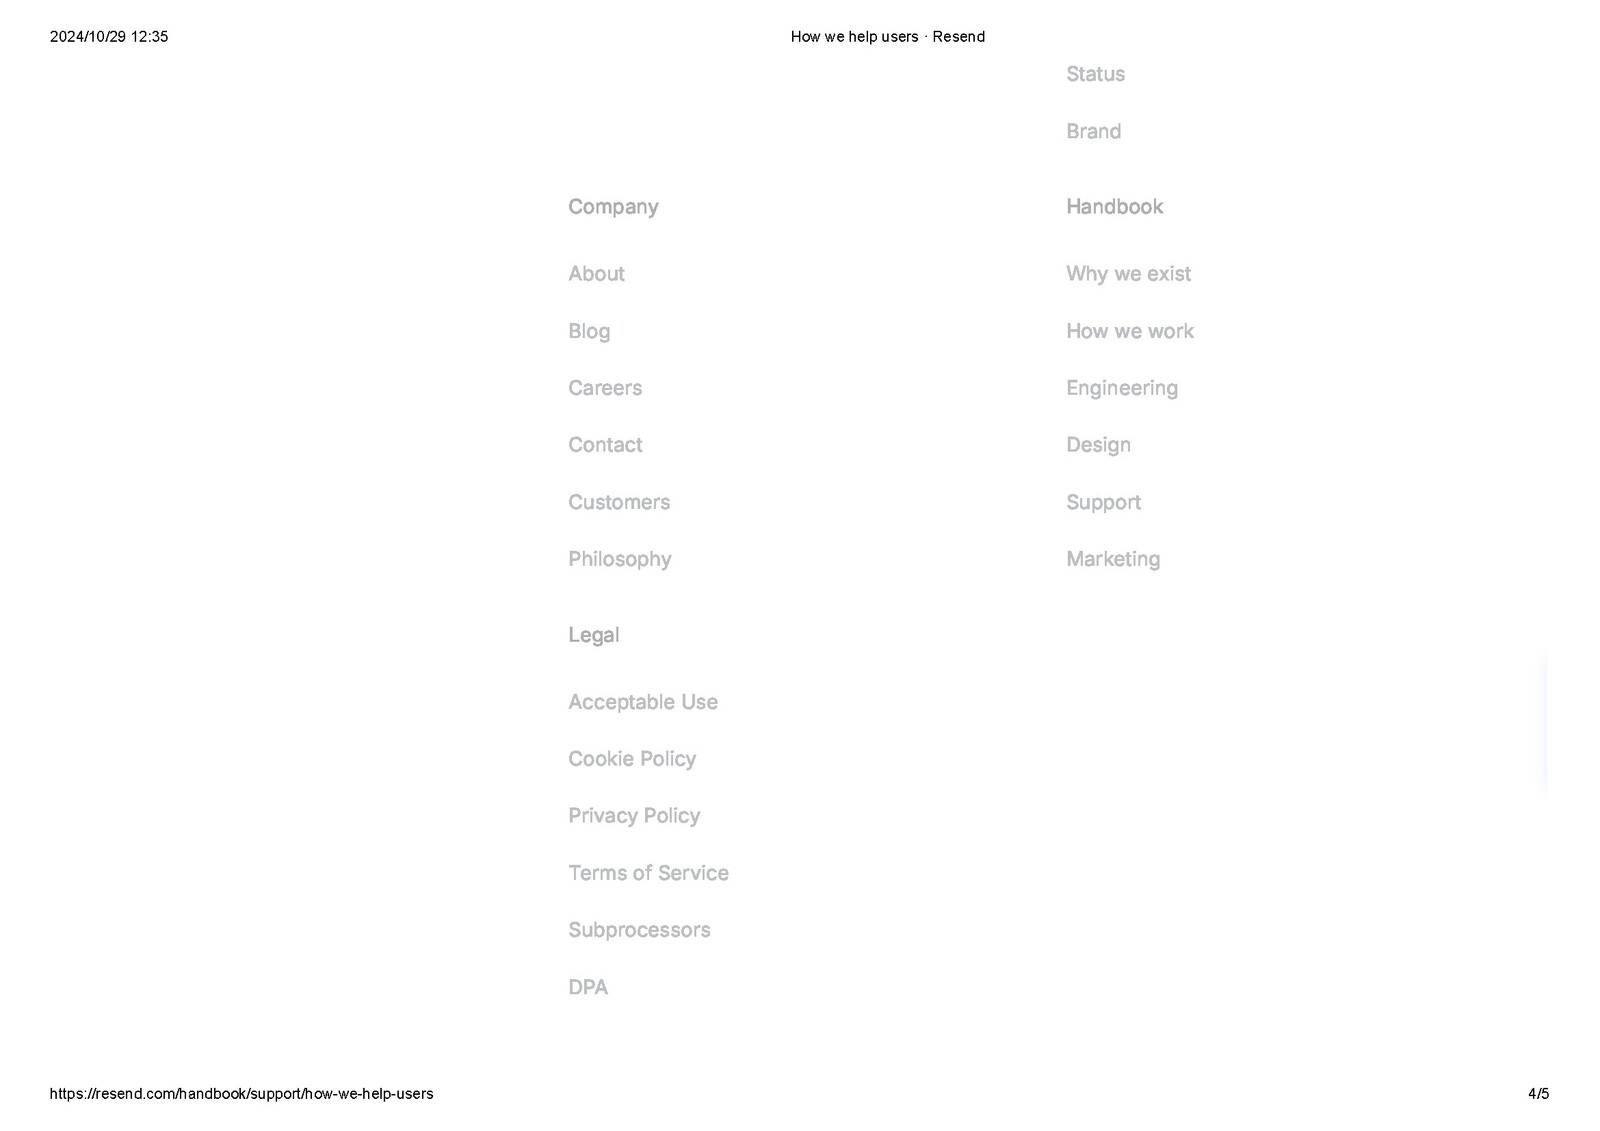 2024/10/29 12:35
How we help users · Resend
Status
Brand
Company
About
Blog
Careers
Contact
Customers
Philosophy
Handbook
Why we exist
How we work
Engineering
Design
Support
Marketing
Legal
Acceptable Use
Cookie Policy
Privacy Policy
Terms of Service
Subprocessors
DPA
https://resend.com/handbook/support/how-we-help-users
4/5